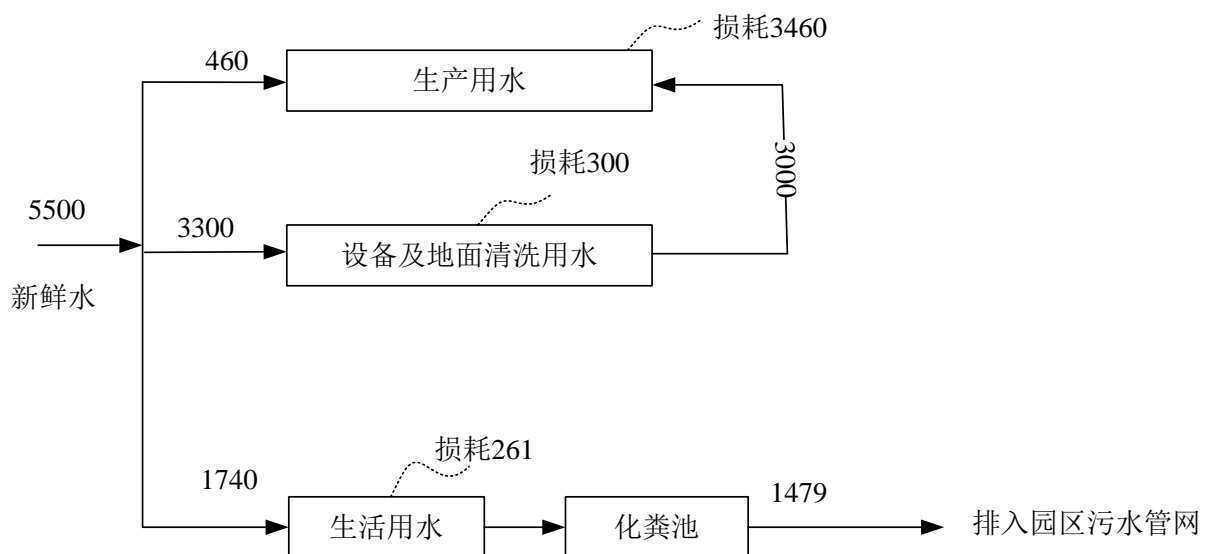 损耗3460
460
生产用水
3000
损耗300
5500
3300
设备及地面清洗用水
新鲜水
损耗261
1740
1479
生活用水
化粪池
排入园区污水管网